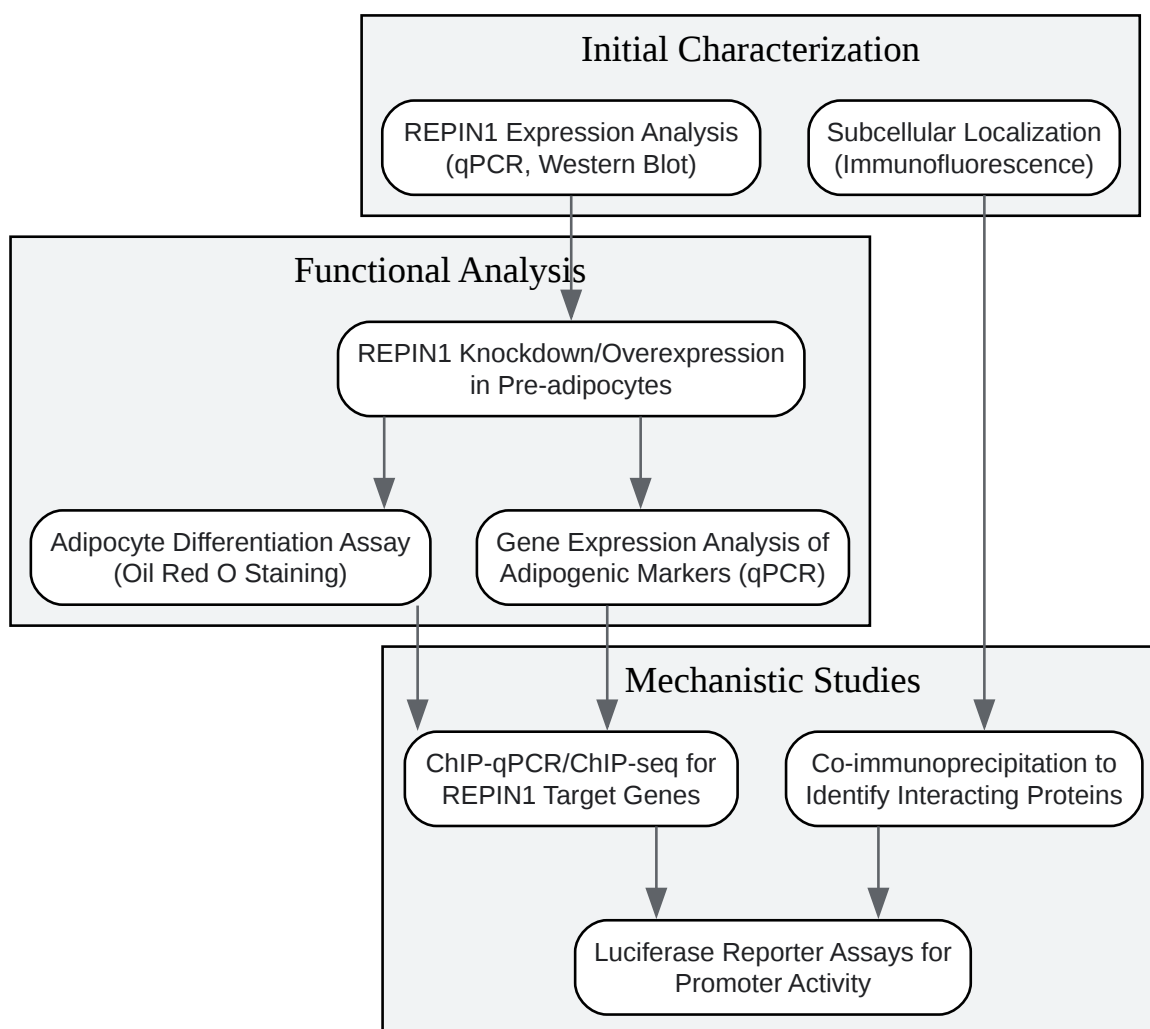 Initial Characterization
REPIN1 Expression Analysis
(qPCR, Western Blot)
Subcellular Localization
(Immunofluorescence)
Functional Analysis
REPIN1 Knockdown/Overexpression
in Pre-adipocytes
Adipocyte Differentiation Assay
(Oil Red O Staining)
Gene Expression Analysis of
Adipogenic Markers (qPCR)
Mechanistic Studies
ChIP-qPCR/ChIP-seq for
REPIN1 Target Genes
Co-immunoprecipitation to
Identify Interacting Proteins
Luciferase Reporter Assays for
Promoter Activity